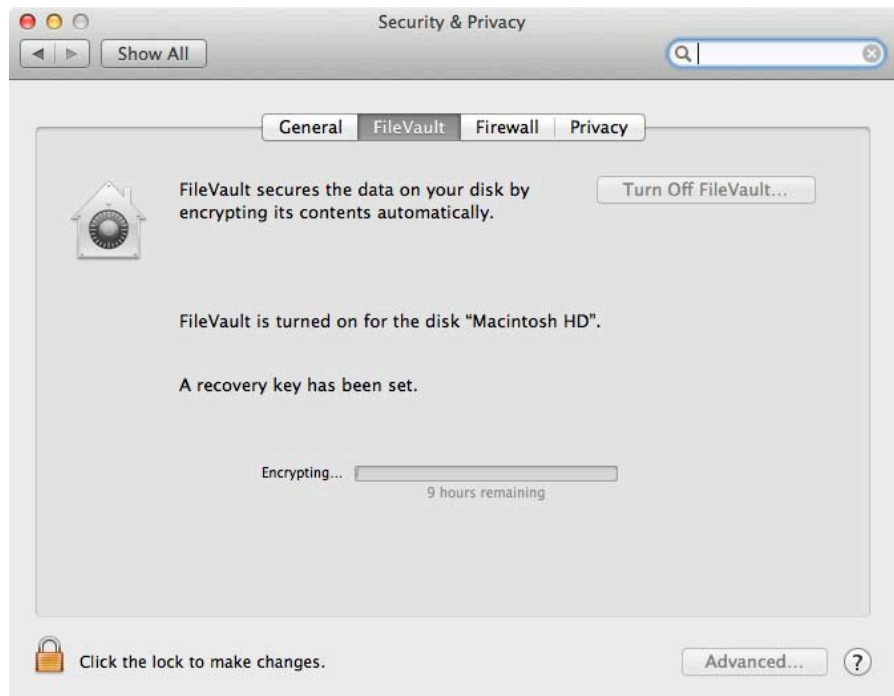 Security & Privacy
Show All
General FileVault Firewall Privacy
FileVault secures the data on your disk by
encrypting its contents automatically.
Turn Off FileVault...
FileVault is turned on for the disk “Macintosh HD”.
A recovery key has been set.
Encrypting...
9 hours remaining
Click the lock to make changes.
Advanced... ?